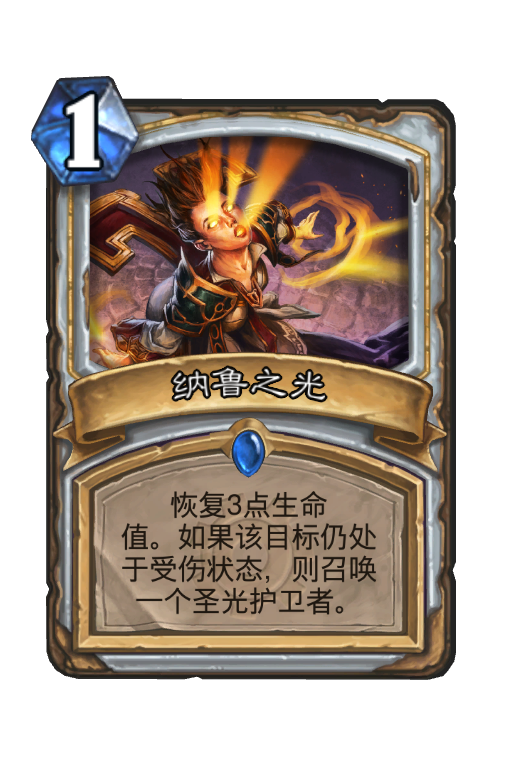 1
纳鲁之光
恢复3点生命
值。如果该目标仍处
于受伤状态，则召唤
一个圣光护卫者。